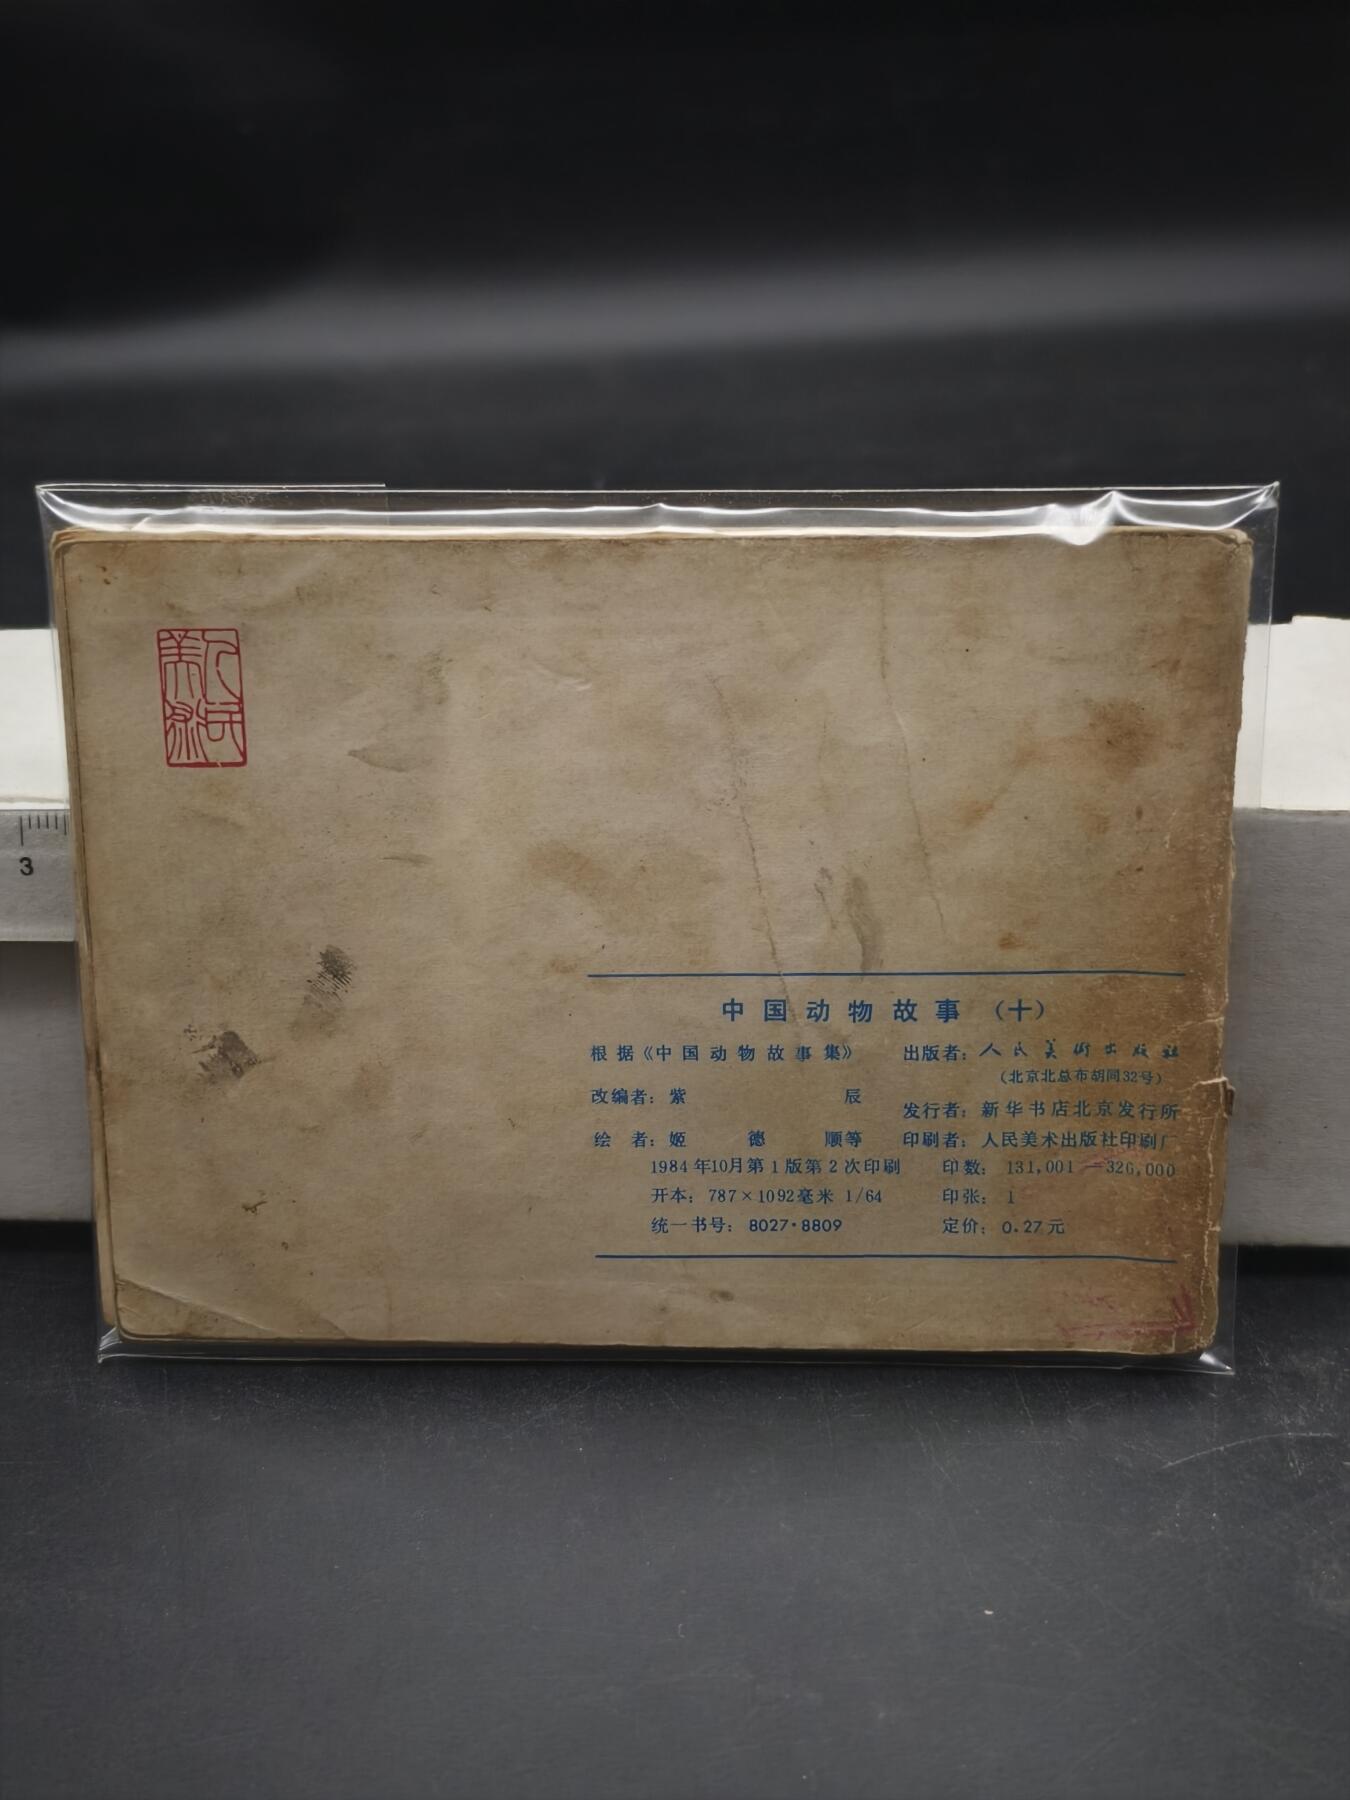 人民美术
3
中国动物故事（十）
根据《中国动物故事集》
改编者：紫辰
绘者：姬德顺等
出版者：人民美術出版社
（北京北总布胡同32号）
发行者：新华书店北京发行所
印刷者：人民美术出版社印刷厂
1984年10月第1版第2次印刷 印数：131,001—326,000
开本：787×1092毫米 1/64 印张：1
统一书号：8027·8809 定价：0.27元